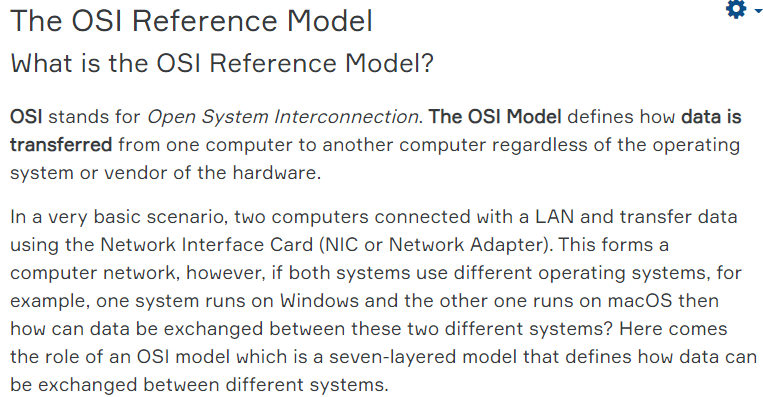 The OSI Reference Model
What is the OSI Reference Model?
OSI stands for Open System Interconnection. The OSI Model defines how data is
transferred from one computer to another computer regardless of the operating
system or vendor of the hardware.
In a very basic scenario, two computers connected with a LAN and transfer data
using the Network Interface Card (NIC or Network Adapter). This forms a
computer network, however, if both systems use different operating systems, for
example, one system runs on Windows and the other one runs on macOS then
how can data be exchanged between these two different systems? Here comes
the role of an OSI model which is a seven-layered model that defines how data can
be exchanged between different systems.